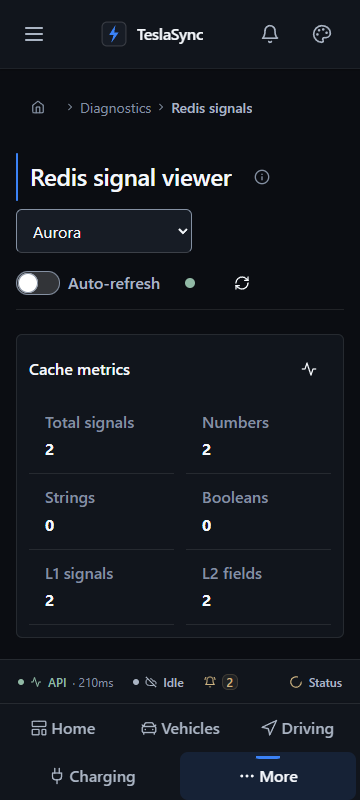 TeslaSync
Diagnostics Redis signals
Redis signal viewer
Aurora
Auto-refresh
Cache metrics
Total signals Numbers
2 2
Strings Booleans
0 0
L1 signals L2 fields
2 2
API · 210ms Idle 2 Status
Home Vehicles Driving
Charging More